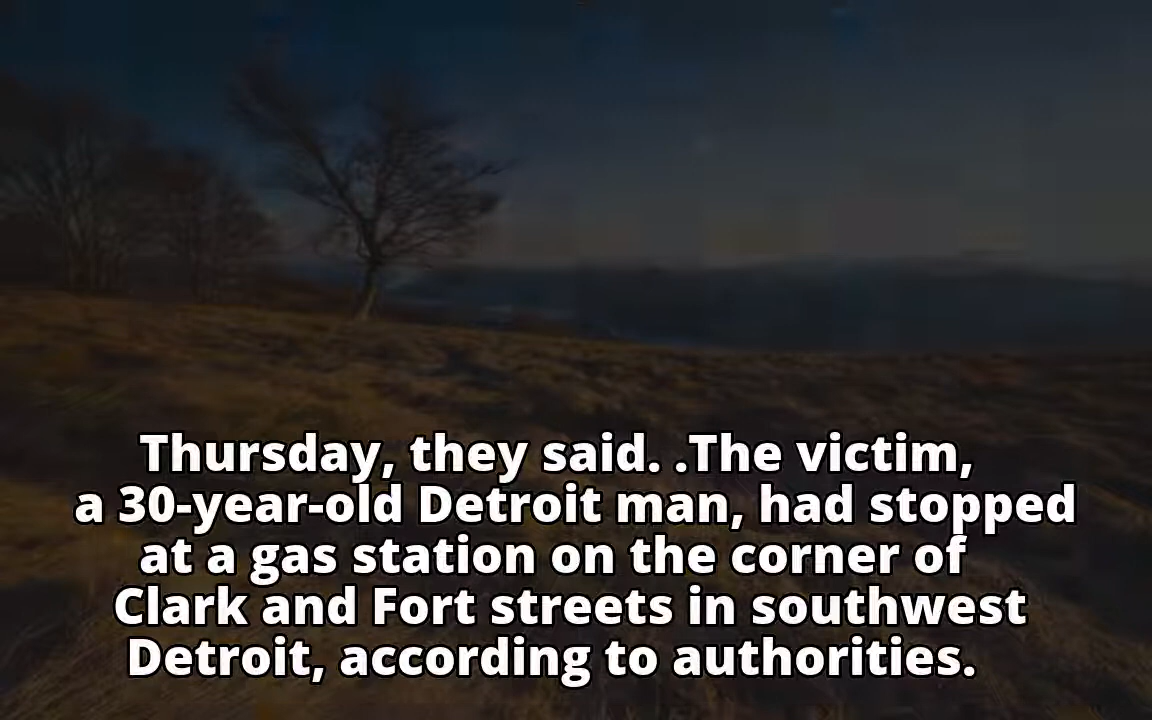 Thursday, they said. .The victim,
a 30-year-old Detroit man, had stopped
at a gas station on the corner of
Clark and Fort streets in southwest
Detroit, according to authorities.